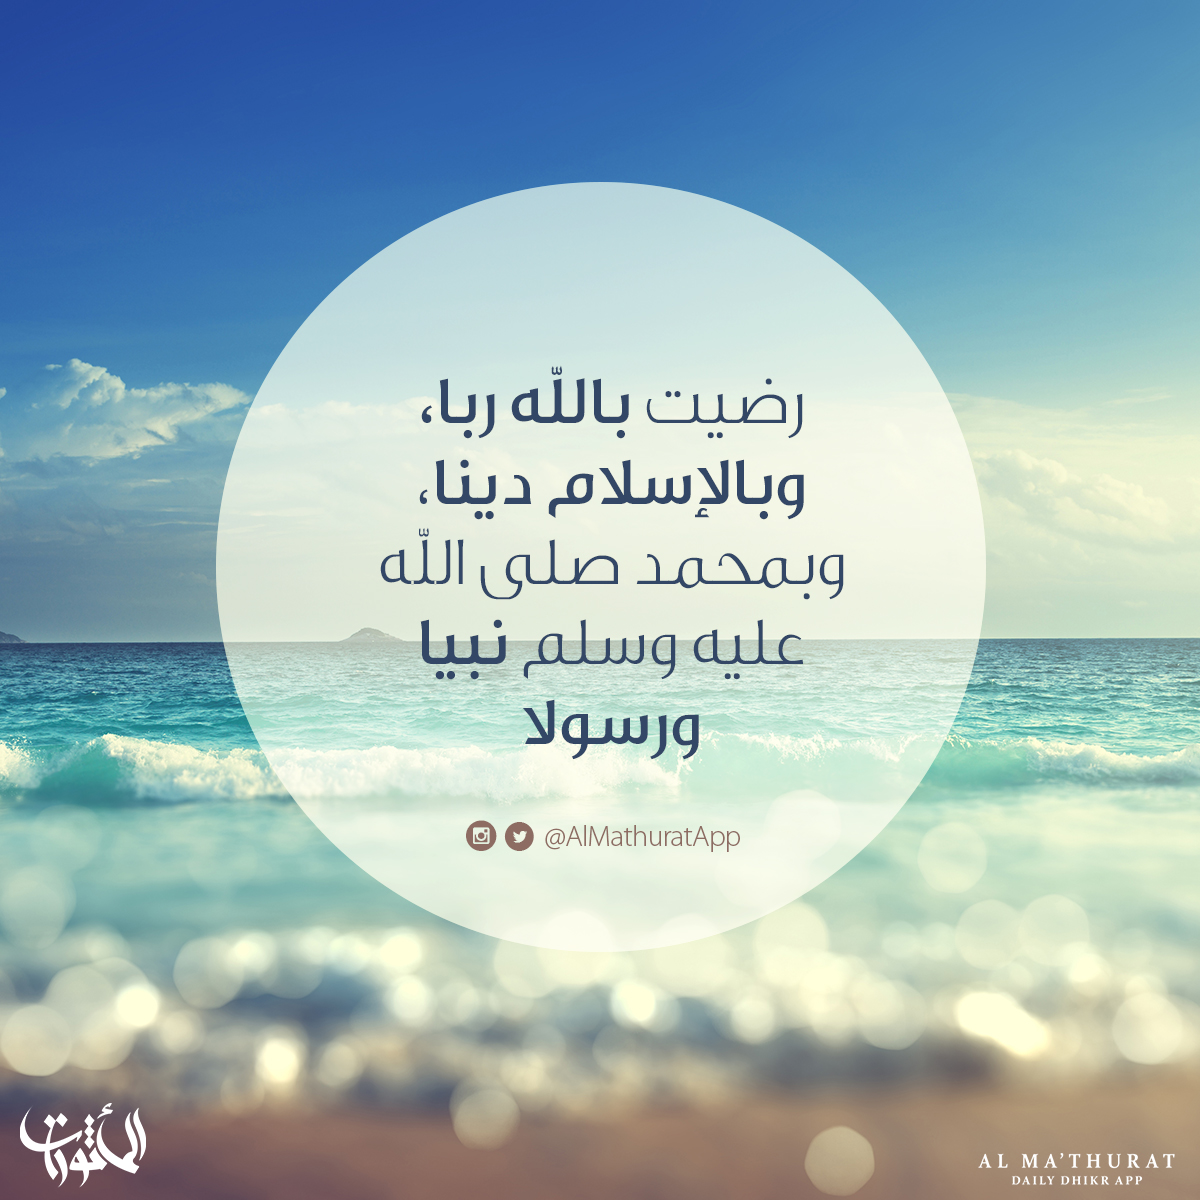 رضيت بالله ربا،
وبالإسلام دينا،
وبمحمد صلى الله
عليه وسلم نبيا
ورسولا
@AlMathuratApp
المأثورات
AL MA'THURAT
DAILY DHIKR APP